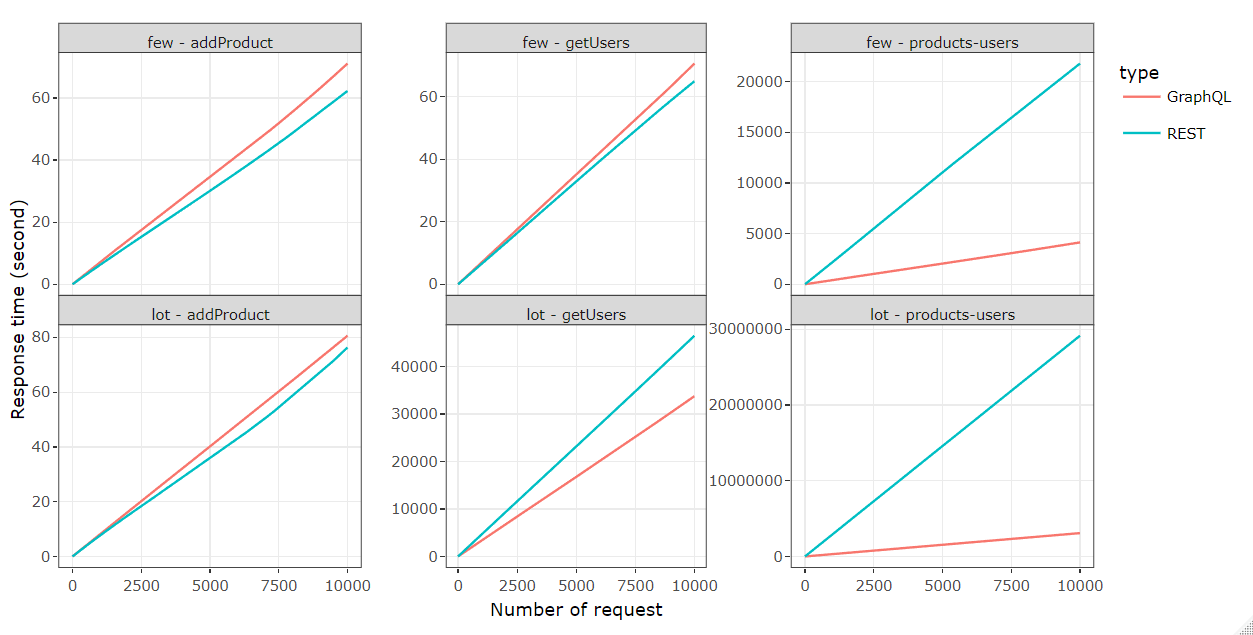 few - addProduct
few - getUsers
few - products-users
type
GraphQL
REST
Response time (second)
60
40
20
0
60
40
20
0
20000
15000
10000
5000
0
lot - addProduct
lot - getUsers
lot - products-users
80
60
40
20
0
40000
30000
20000
10000
0
30000000
20000000
10000000
0
0 2500 5000 7500 10000
0 2500 5000 7500 10000
0 2500 5000 7500 10000
Number of request